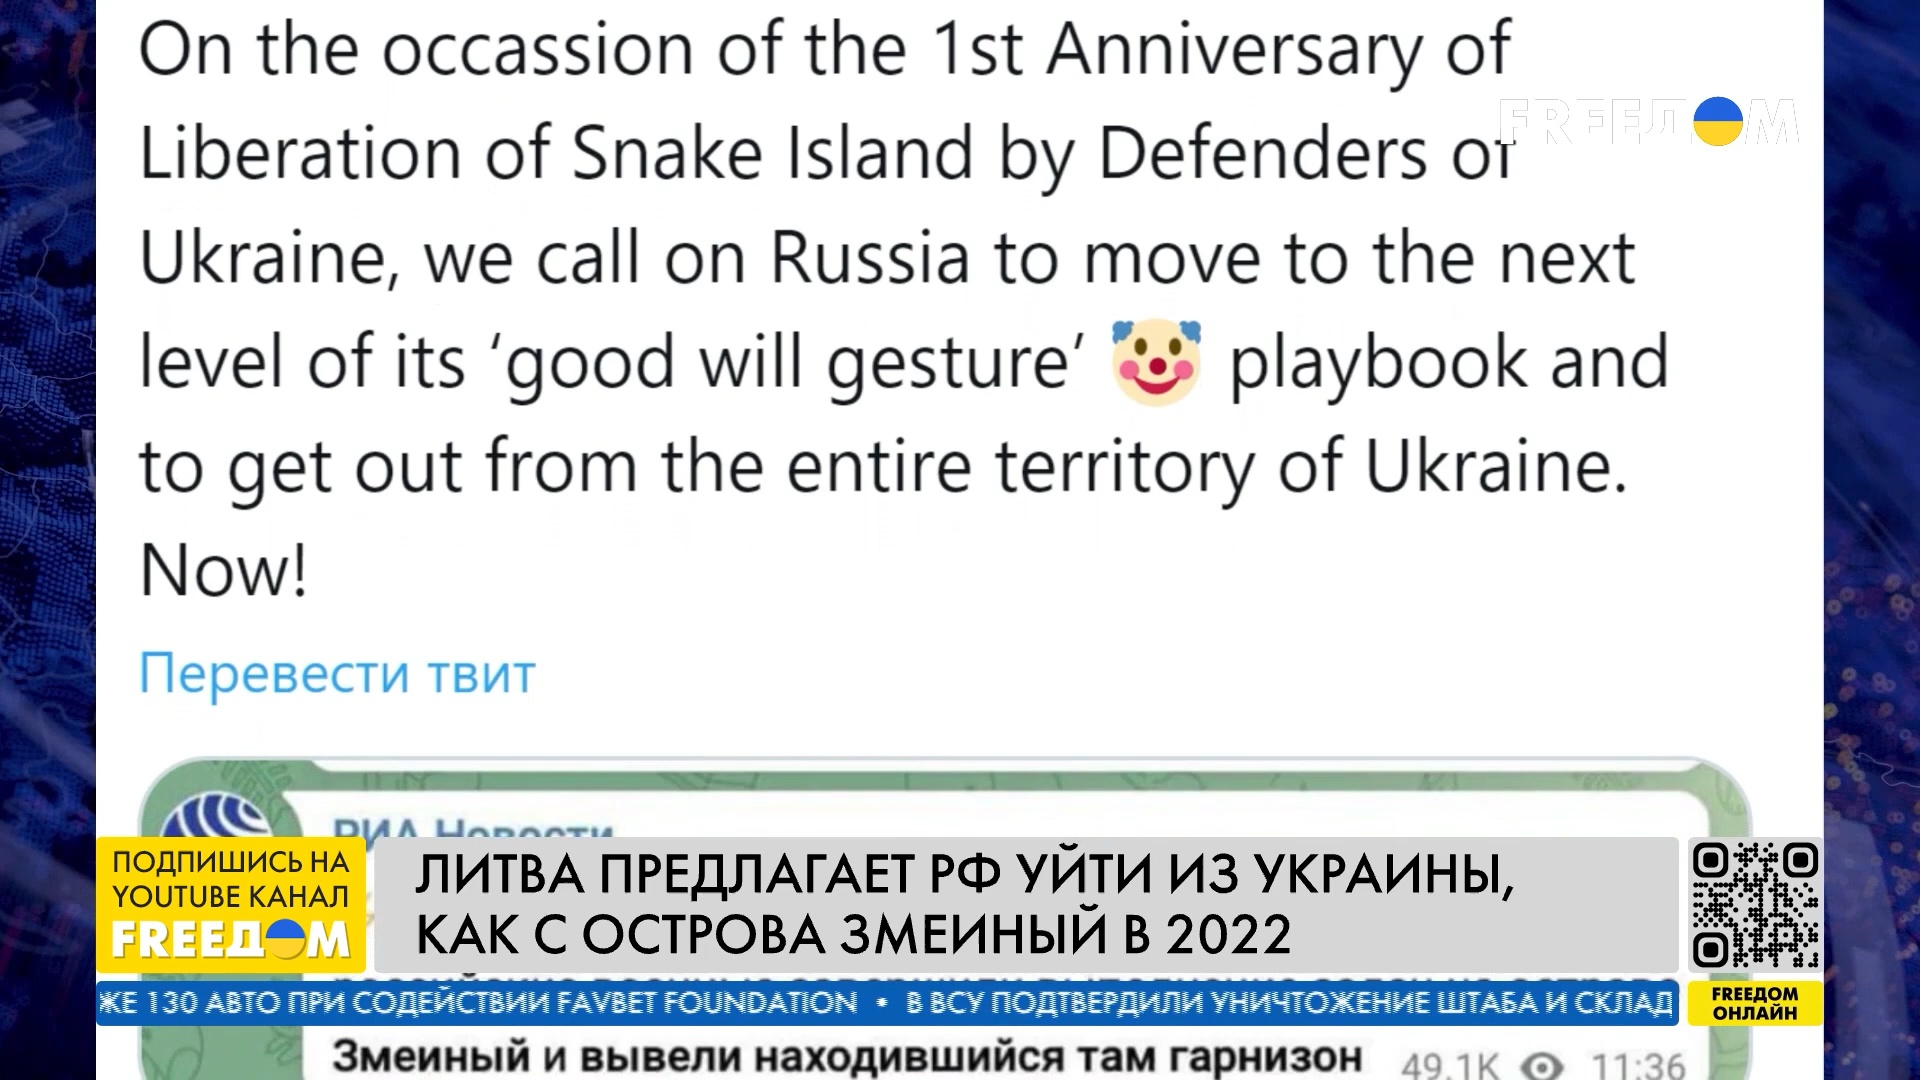 On the occassion of the 1st Anniversary of
FREEДOM
Liberation of Snake Island by Defenders of
Ukraine, we call on Russia to move to the next
level of its ‘good will gesture’ 🤡 playbook and
to get out from the entire territory of Ukraine.
Now!
Перевести твит
РИА Новости
ПОДПИШИСЬ НА
YOUTUBE КАНАЛ
FREEДOM
ЛИТВА ПРЕДЛАГАЕТ РФ УЙТИ ИЗ УКРАИНЫ,
КАК С ОСТРОВА ЗМЕИНЫЙ В 2022
ЖЕ 130 АВТО ПРИ СОДЕЙСТВИИ FAVBET FOUNDATION • В ВСУ ПОДТВЕРДИЛИ УНИЧТОЖЕНИЕ ШТАБА И СКЛАД
FREEДОМ
ОНЛАЙН
Змеиный и вывели находившийся там гарнизон
49.1K 11:36